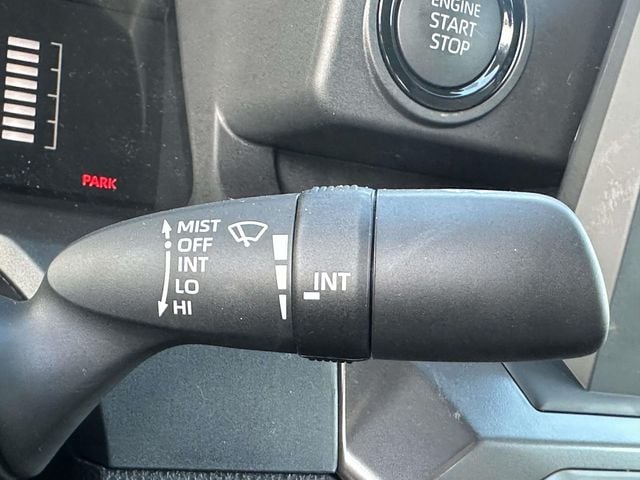 ENGINE
START
STOP
PARK
MIST
OFF
INT
LO
HI
INT